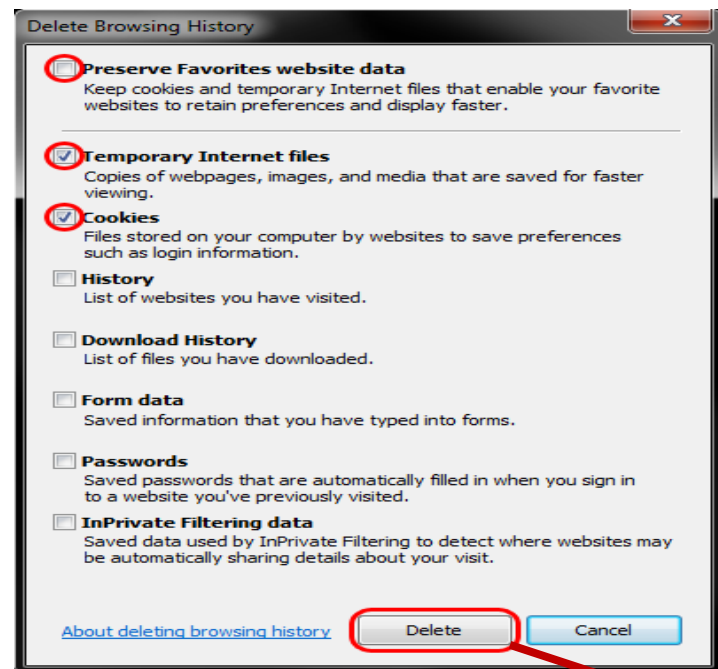 Delete Browsing History
Preserve Favorites website data
Keep cookies and temporary Internet files that enable your favorite
websites to retain preferences and display faster.
Temporary Internet files
Copies of webpages, images, and media that are saved for faster
viewing.
Cookies
Files stored on your computer by websites to save preferences
such as login information.
History
List of websites you have visited.
Download History
List of files you have downloaded.
Form data
Saved information that you have typed into forms.
Passwords
Saved passwords that are automatically filled in when you sign in
to a website you've previously visited.
InPrivate Filtering data
Saved data used by InPrivate Filtering to detect where websites may
be automatically sharing details about your visit.
About deleting browsing history Delete Cancel